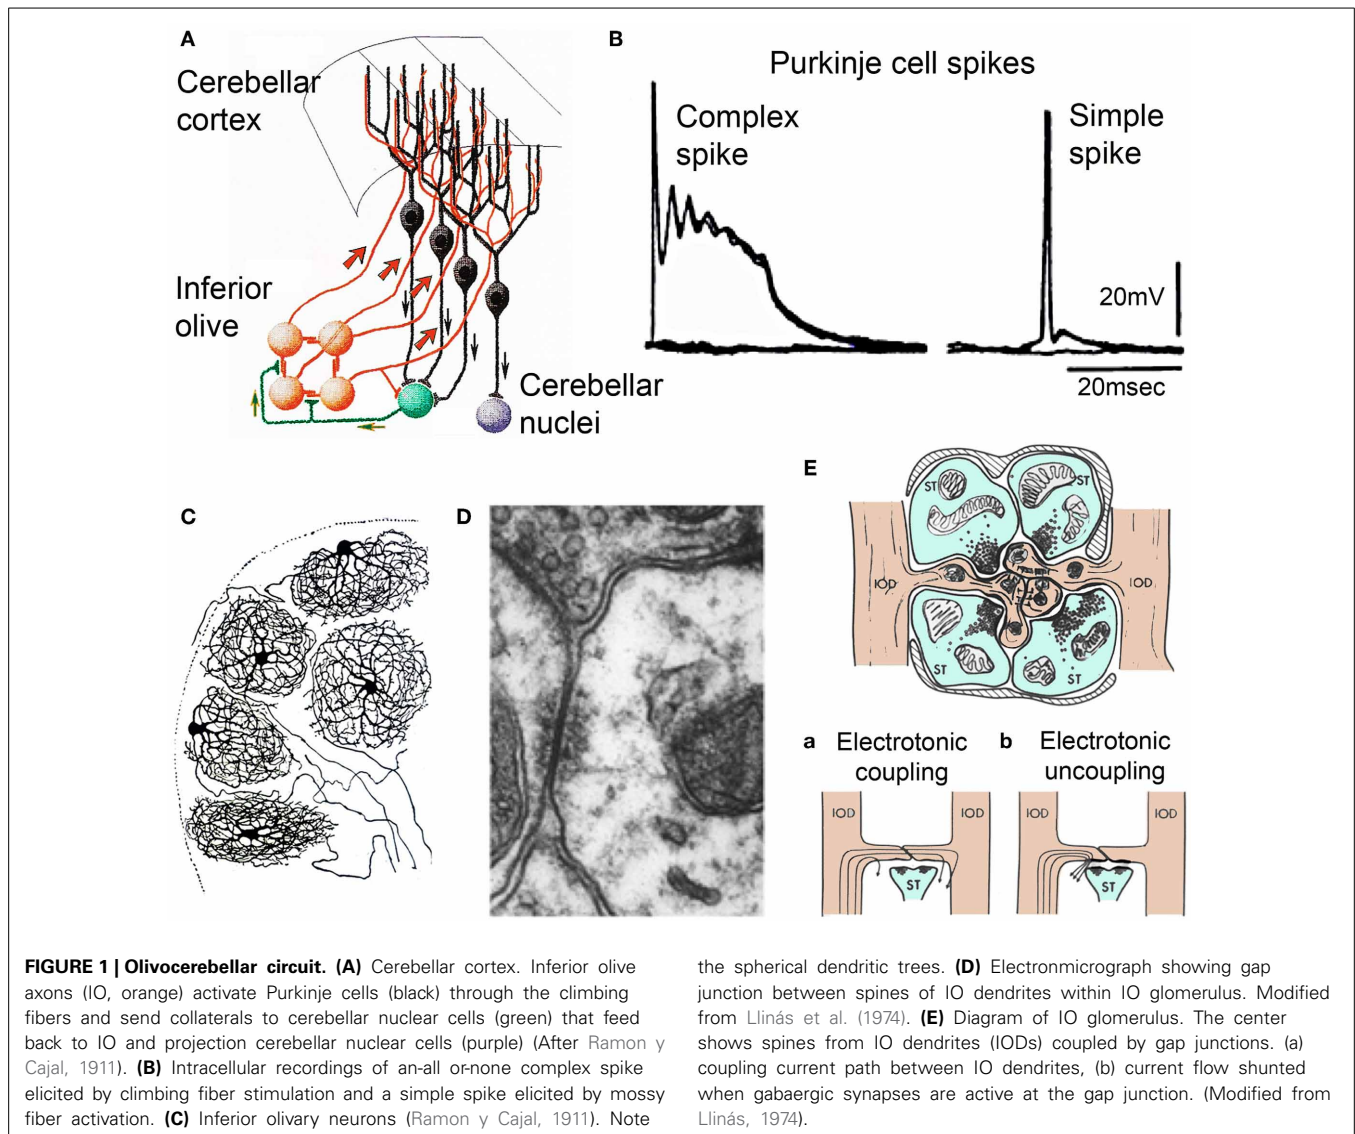 A
Cerebellar
cortex
Inferior
olive
Cerebellar
nuclei
B
Purkinje cell spikes
Complex
spike
Simple
spike
20mV
20msec
C
D
E
ST
ST
IOD
IOD
ST
ST
a Electrotonic
coupling
b Electrotonic
uncoupling
IOD
IOD
ST
IOD
IOD
ST
FIGURE 1 | Olivocerebellar circuit. (A) Cerebellar cortex. Inferior olive
axons (IO, orange) activate Purkinje cells (black) through the climbing
fibers and send collaterals to cerebellar nuclear cells (green) that feed
back to IO and projection cerebellar nuclear cells (purple) (After Ramon y
Cajal, 1911). (B) Intracellular recordings of an-all or-none complex spike
elicited by climbing fiber stimulation and a simple spike elicited by mossy
fiber activation. (C) Inferior olivary neurons (Ramon y Cajal, 1911). Note
the spherical dendritic trees. (D) Electronmicrograph showing gap
junction between spines of IO dendrites within IO glomerulus. Modified
from Llinás et al. (1974). (E) Diagram of IO glomerulus. The center
shows spines from IO dendrites (IODs) coupled by gap junctions. (a)
coupling current path between IO dendrites, (b) current flow shunted
when gabaergic synapses are active at the gap junction. (Modified from
Llinás, 1974).